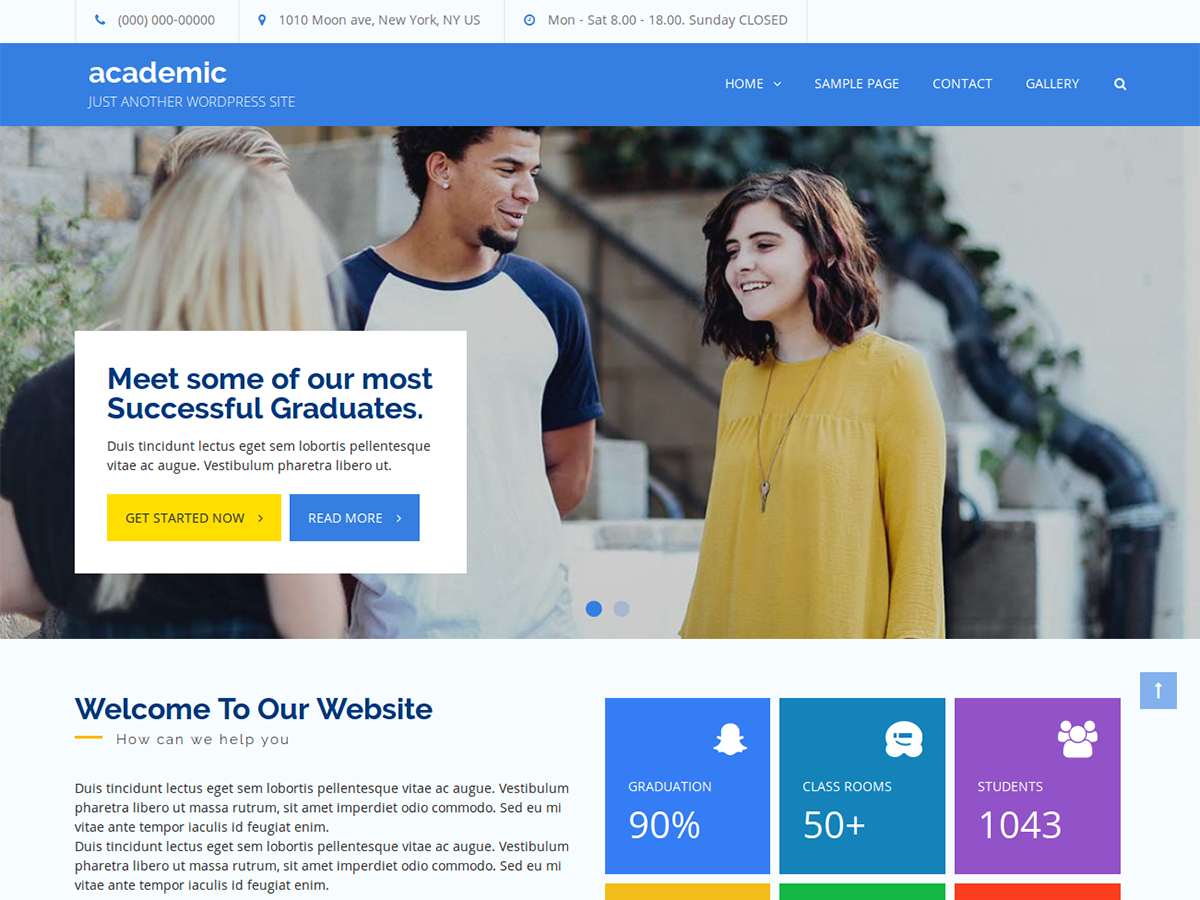 (000) 000-00000
1010 Moon ave, New York, NY US
Mon - Sat 8.00 - 18.00. Sunday CLOSED
academic
JUST ANOTHER WORDPRESS SITE
HOME
SAMPLE PAGE
CONTACT
GALLERY
Meet some of our most
Successful Graduates.
Duis tincidunt lectus eget sem lobortis pellentesque
vitae ac augue. Vestibulum pharetra libero ut.
GET STARTED NOW
READ MORE
Welcome To Our Website
How can we help you
Duis tincidunt lectus eget sem lobortis pellentesque vitae ac augue. Vestibulum
pharetra libero ut massa rutrum, sit amet imperdiet odio commodo. Sed eu mi
vitae ante tempor iaculis id feugiat enim.
Duis tincidunt lectus eget sem lobortis pellentesque vitae ac augue. Vestibulum
pharetra libero ut massa rutrum, sit amet imperdiet odio commodo. Sed eu mi
vitae ante tempor iaculis id feugiat enim.
GRADUATION
90%
CLASS ROOMS
50+
STUDENTS
1043